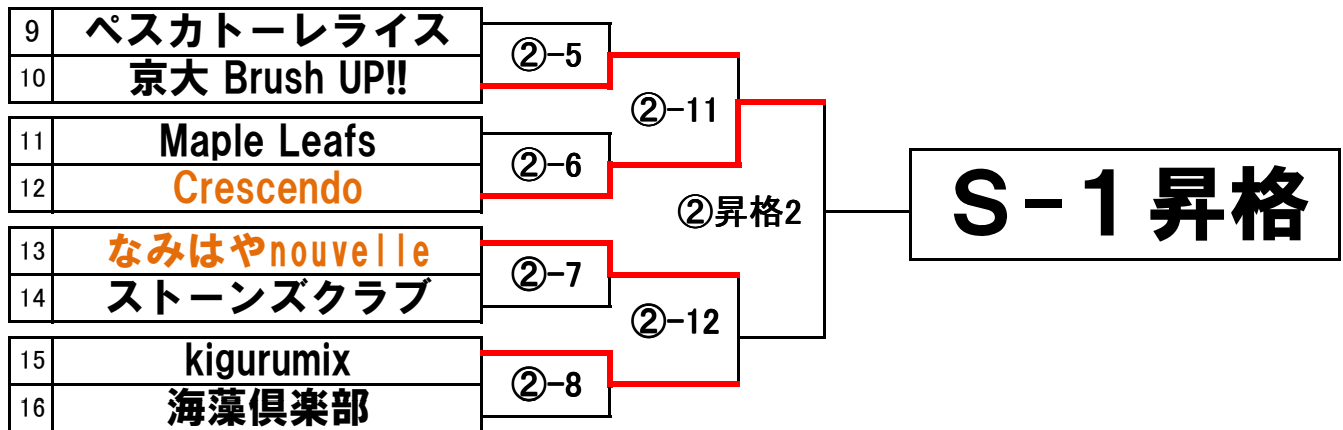 9 ペスカトーレライス
②-5
10 京大 Brush UP!!
②-11
11 Maple Leafs
②-6
12 Crescendo
②昇格2
S-1昇格
13 なみはやnouvelle
②-7
14 ストーンズクラブ
②-12
15 kigurumix
②-8
16 海藻倶楽部